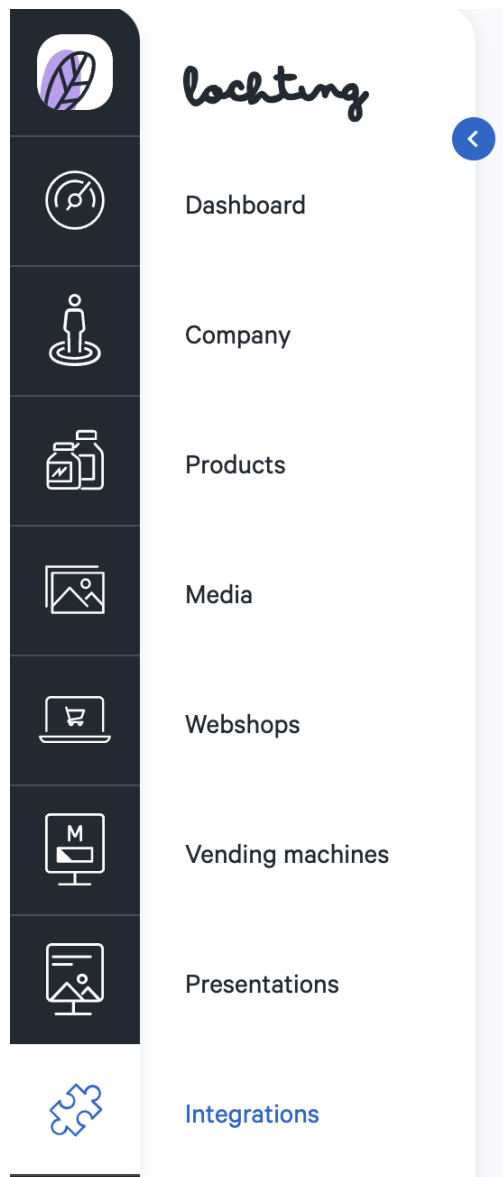 lochting
Dashboard
Company
Products
Media
Webshops
M
Vending machines
Presentations
Integrations